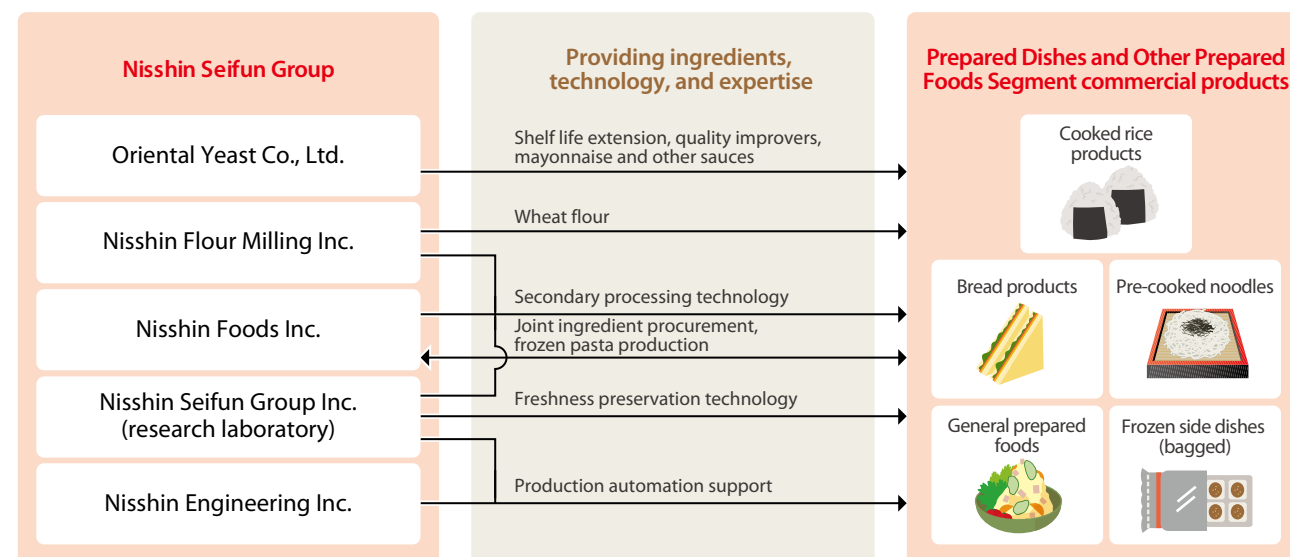 Nisshin Seifun Group
Oriental Yeast Co., Ltd.
Nisshin Flour Milling Inc.
Nisshin Foods Inc.
Nisshin Seifun Group Inc.
(research laboratory)
Nisshin Engineering Inc.
Providing ingredients,
technology, and expertise
Shelf life extension, quality improvers,
mayonnaise and other sauces
Wheat flour
Secondary processing technology
Joint ingredient procurement,
frozen pasta production
Freshness preservation technology
Production automation support
Prepared Dishes and Other Prepared
Foods Segment commercial products
Cooked rice
products
Bread products
Pre-cooked noodles
General prepared
foods
Frozen side dishes
(bagged)